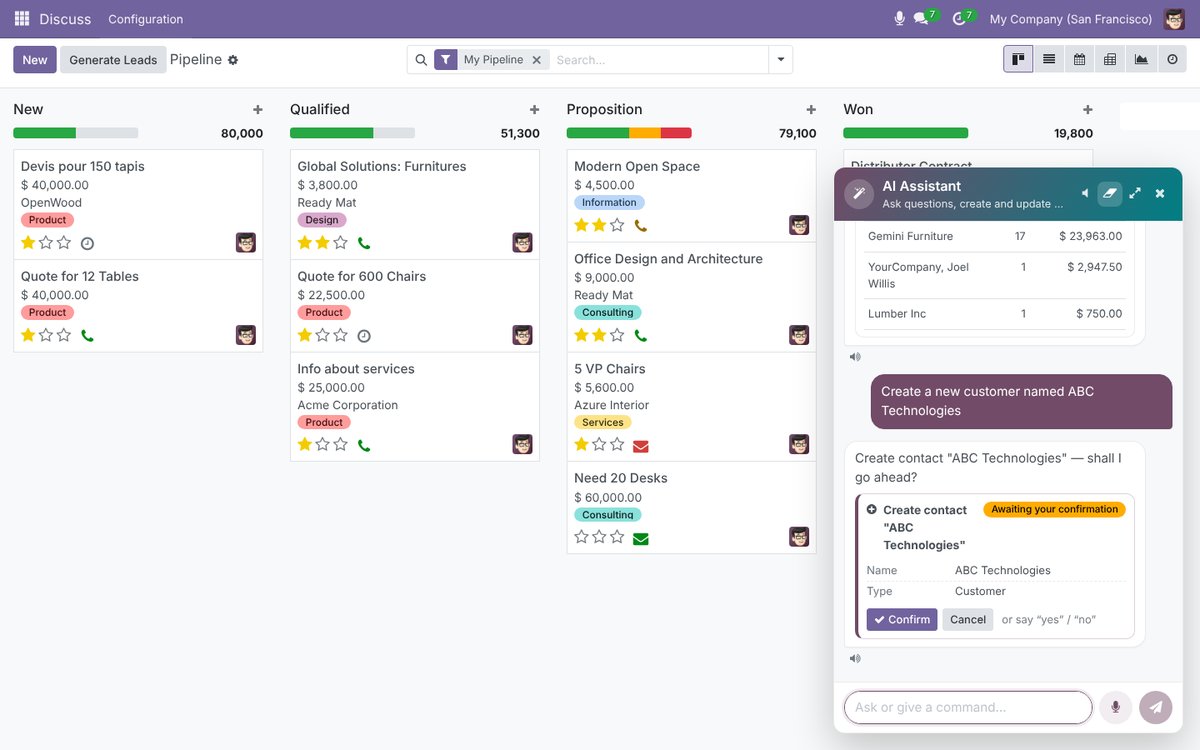 Discuss Configuration 7 7 My Company (San Francisco)
New Generate Leads Pipeline My Pipeline Search...
New
80,000
Devis pour 150 tapis
$ 40,000.00
OpenWood
Product
Quote for 12 Tables
$ 40,000.00
Product
Qualified
51,300
Global Solutions: Furnitures
$ 3,800.00
Ready Mat
Design
Quote for 600 Chairs
$ 22,500.00
Product
Info about services
$ 25,000.00
Acme Corporation
Product
Proposition
79,100
Modern Open Space
$ 4,500.00
Information
Office Design and Architecture
$ 9,000.00
Ready Mat
Consulting
5 VP Chairs
$ 5,600.00
Azure Interior
Services
Need 20 Desks
$ 60,000.00
Consulting
Won
19,800
Distributor Contract
AI Assistant
Ask questions, create and update ...
Gemini Furniture 17 $ 23,963.00
YourCompany, Joel 1 $ 2,947.50
Willis
Lumber Inc 1 $ 750.00
Create a new customer named ABC
Technologies
Create contact "ABC Technologies" — shall I
go ahead?
Create contact Awaiting your confirmation
"ABC
Technologies"
Name ABC Technologies
Type Customer
Confirm Cancel or say “yes” / “no”
Ask or give a command...